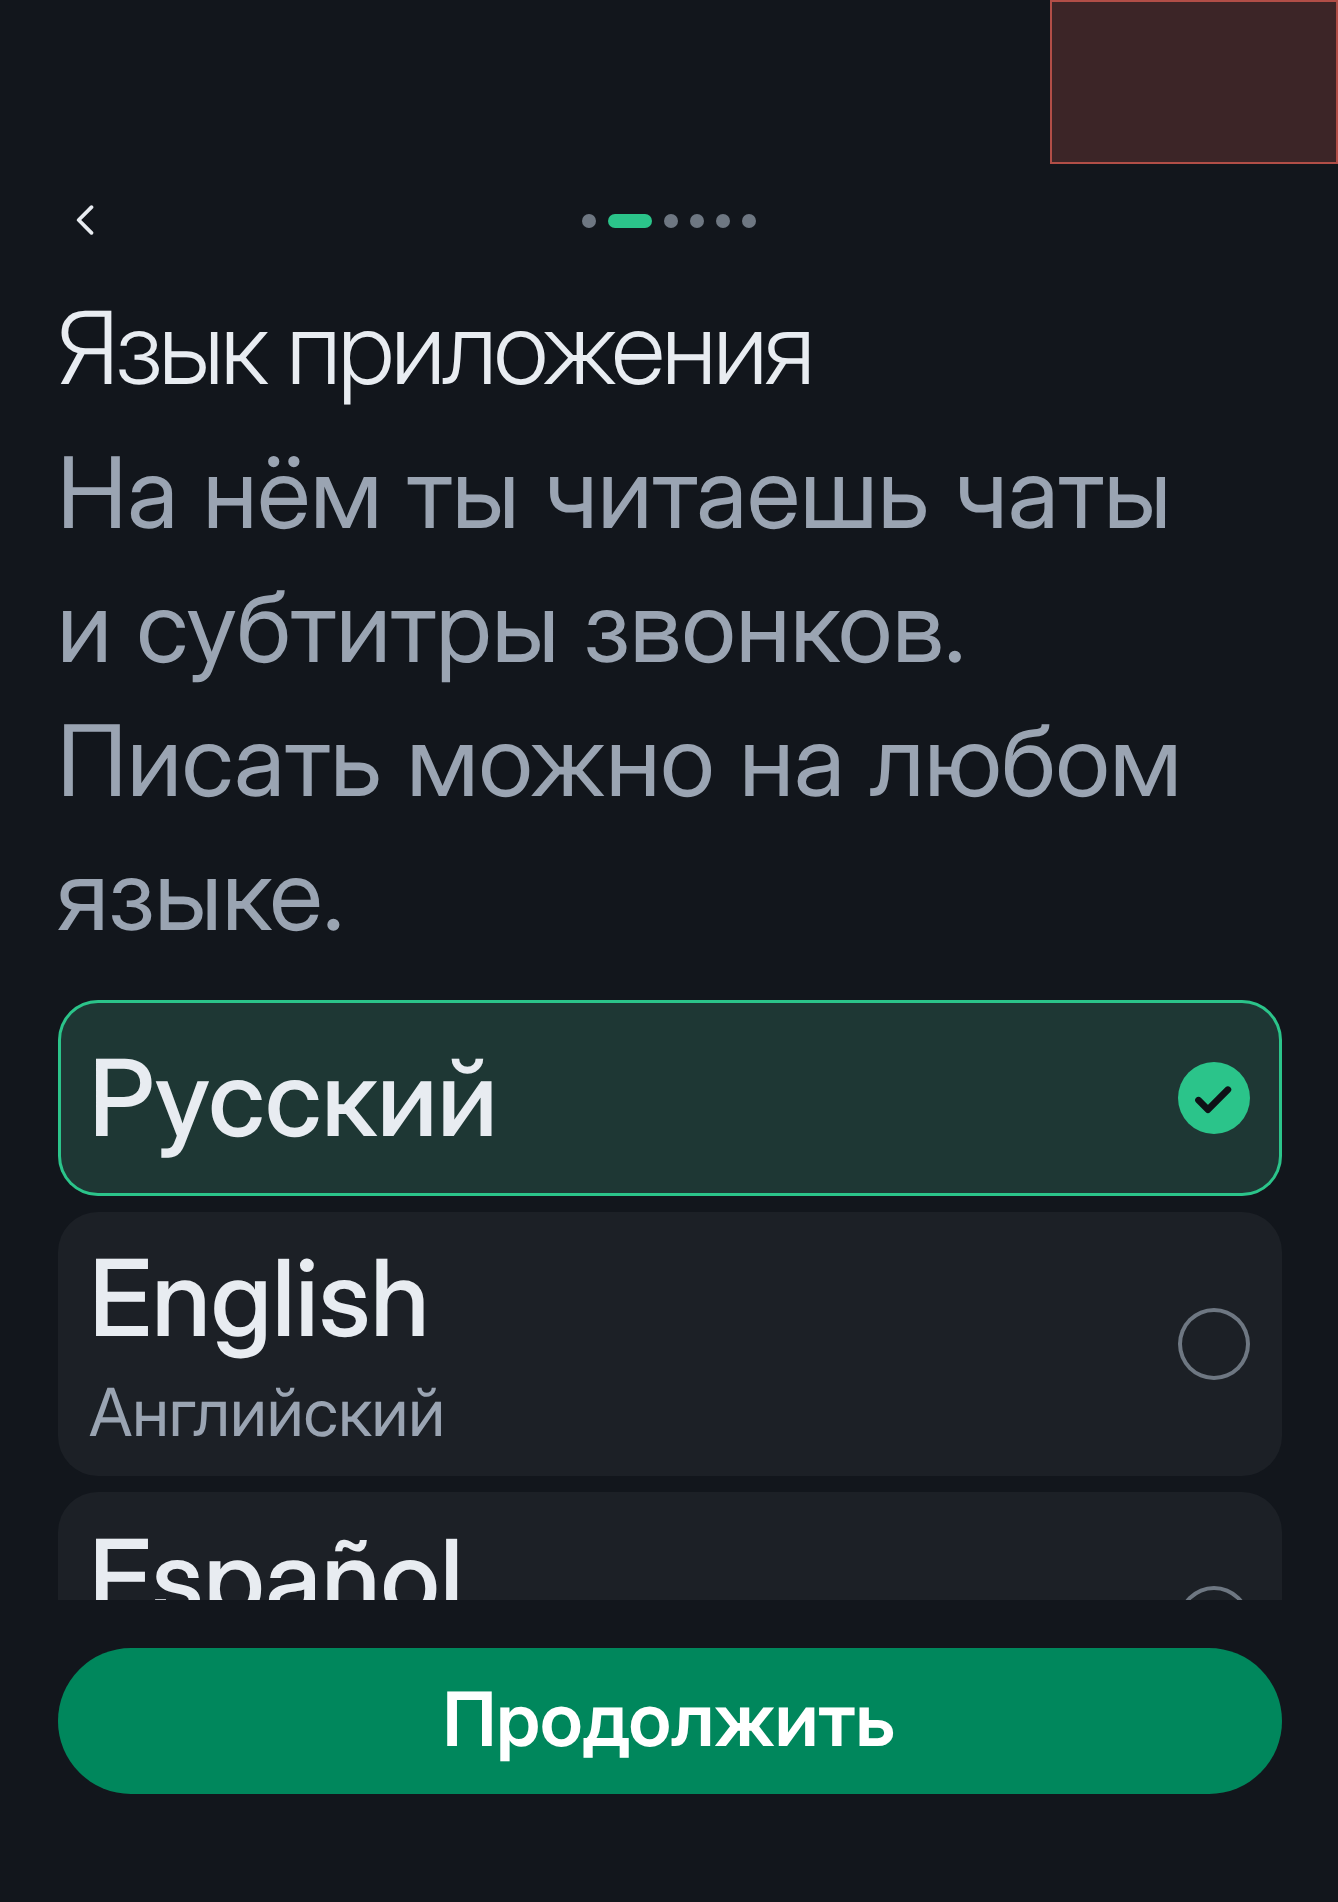 Язык приложения
На нём ты читаешь чаты
и субтитры звонков.
Писать можно на любом
языке.
Русский
English
Английский
Español
Продолжить